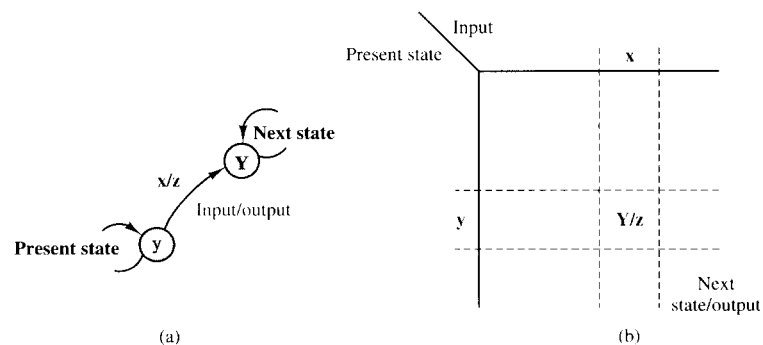 Next state
Y
x/z
Input/output
Present state
y
(a)
Input
Present state
x
y
Y/z
Next
state/output
(b)